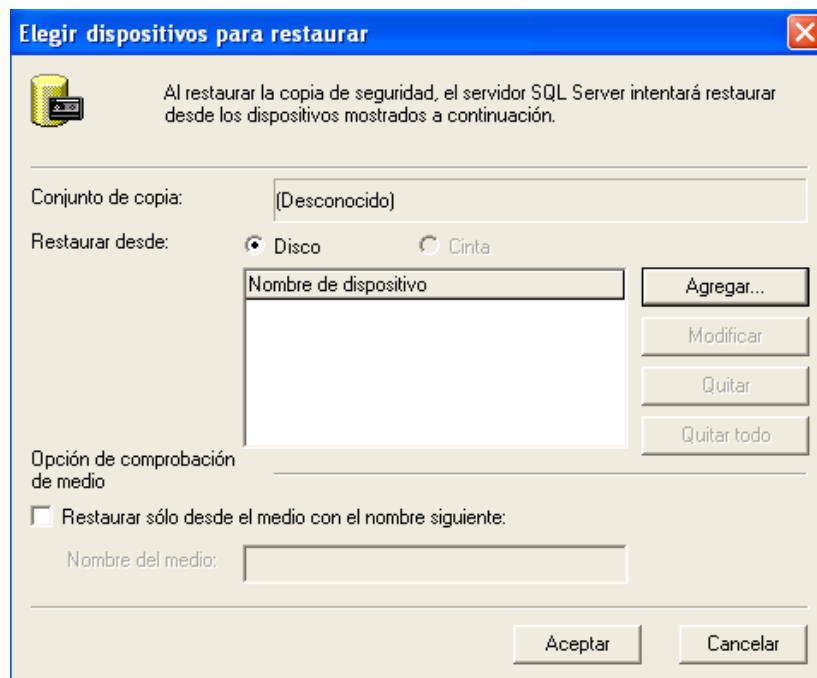 Elegir dispositivos para restaurar
Al restaurar la copia de seguridad, el servidor SQL Server intentará restaurar
desde los dispositivos mostrados a continuación.
Conjunto de copia:
(Desconocido)
Restaurar desde:
Disco
Cinta
Nombre de dispositivo
Agregar...
Modificar
Quitar
Quitar todo
Opción de comprobación
de medio
Restaurar sólo desde el medio con el nombre siguiente:
Nombre del medio:
Aceptar
Cancelar